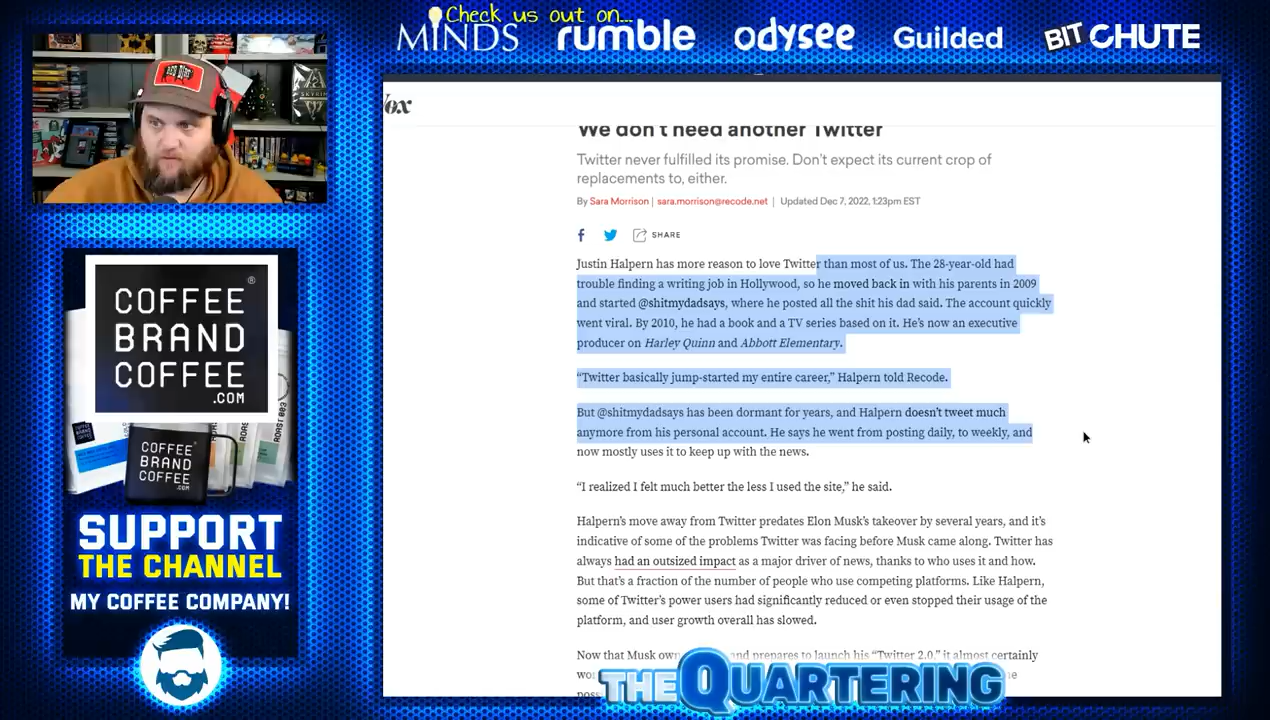 Check us out on...
MINDS rumble odysee Guilded BIT CHUTE
Vox
We don't need another Twitter
Twitter never fulfilled its promise. Don't expect its current crop of
replacements to, either.
By Sara Morrison | sara.morrison@recode.net | Updated Dec 7, 2022, 1:23pm EST
SHARE
Justin Halpern has more reason to love Twitter than most of us. The 28-year-old had
trouble finding a writing job in Hollywood, so he moved back in with his parents in 2009
and started @shitmydadsays, where he posted all the shit his dad said. The account quickly
went viral. By 2010, he had a book and a TV series based on it. He's now an executive
producer on Harley Quinn and Abbott Elementary.
“Twitter basically jump-started my entire career,” Halpern told Recode.
But @shitmydadsays has been dormant for years, and Halpern doesn't tweet much
anymore from his personal account. He says he went from posting daily, to weekly, and
now mostly uses it to keep up with the news.
“I realized I felt much better the less I used the site,” he said.
Halpern's move away from Twitter predates Elon Musk's takeover by several years, and it's
indicative of some of the problems Twitter was facing before Musk came along. Twitter has
always had an outsized impact as a major driver of news, thanks to who uses it and how.
But that's a fraction of the number of people who use competing platforms. Like Halpern,
some of Twitter's power users had significantly reduced or even stopped their usage of the
platform, and user growth overall has slowed.
Now that Musk and prepares to launch his “Twitter 2.0,” it almost certainly
THE QUARTERING
COFFEE
BRAND
COFFEE
.COM
®
COFFEE
BRAND
COFFEE
.COM
SUPPORT
THE CHANNEL
MY COFFEE COMPANY!
SKYRIM